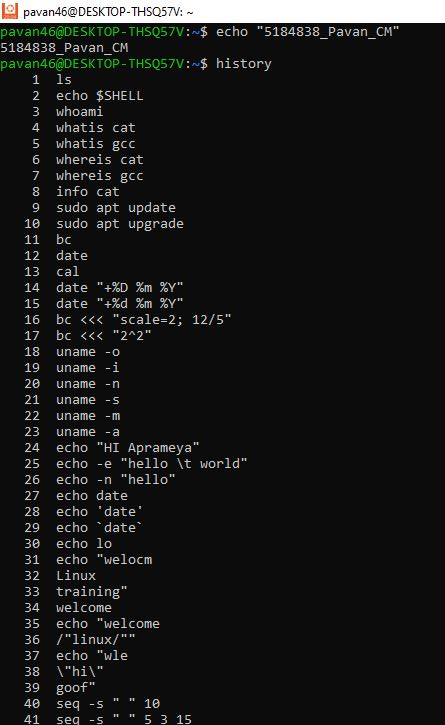 pavan46@DESKTOP-THSQ57V: ~
pavan46@DESKTOP-THSQ57V:~$ echo "5184838_Pavan_CM"
5184838_Pavan_CM
pavan46@DESKTOP-THSQ57V:~$ history
1 ls
2 echo $SHELL
3 whoami
4 whatis cat
5 whatis gcc
6 whereis cat
7 whereis gcc
8 info cat
9 sudo apt update
10 sudo apt upgrade
11 bc
12 date
13 cal
14 date "+%D %m %Y"
15 date "+%d %m %Y"
16 bc <<< "scale=2; 12/5"
17 bc <<< "2^2"
18 uname -o
19 uname -i
20 uname -n
21 uname -s
22 uname -m
23 uname -a
24 echo "HI Aprameya"
25 echo -e "hello \t world"
26 echo -n "hello"
27 echo date
28 echo 'date'
29 echo `date`
30 echo lo
31 echo "welocm
32 Linux
33 training"
34 welcome
35 echo "welcome
36 /"linux/""
37 echo "wle
38 \"hi\"
39 goof"
40 seq -s " " 10
41 seq -s " " 5 3 15